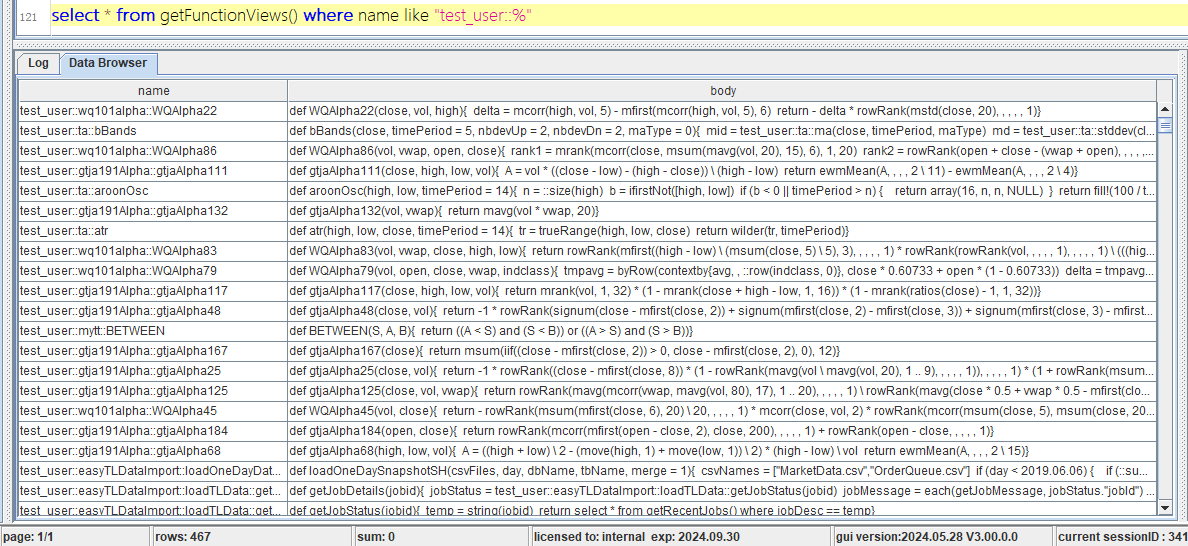 121 select * from getFunctionViews() where name like "test_user::%"
Log Data Browser
name body
test_user::wq101alpha::WQAlpha22 def WQAlpha22(close, vol, high){ delta = mcorr(high, vol, 5) - mfirst(mcorr(high, vol, 5), 6) return - delta * rowRank(mstd(close, 20), , , , , 1)}
test_user::ta::bBands def bBands(close, timePeriod = 5, nbdevUp = 2, nbdevDn = 2, maType = 0){ mid = test_user::ta::ma(close, timePeriod, maType) md = test_user::ta::stddev(cl...
test_user::wq101alpha::WQAlpha86 def WQAlpha86(vol, vwap, open, close){ rank1 = mrank(mcorr(close, msum(mavg(vol, 20), 15), 6), 1, 20) rank2 = rowRank(open + close - (vwap + open), , , , ,...
test_user::gtja191Alpha::gtjaAlpha111 def gtjaAlpha111(close, high, low, vol){ A = vol * ((close - low) - (high - close)) \ (high - low) return ewmMean(A, , , , 2 \ 11) - ewmMean(A, , , , 2 \ 4)}
test_user::ta::aroonOsc def aroonOsc(high, low, timePeriod = 14){ n = ::size(high) b = ifirstNot([high, low]) if (b < 0 || timePeriod > n) { return array(16, n, n, NULL) } return fill!(100 / t...
test_user::gtja191Alpha::gtjaAlpha132 def gtjaAlpha132(vol, vwap){ return mavg(vol * vwap, 20)}
test_user::ta::atr def atr(high, low, close, timePeriod = 14){ tr = trueRange(high, low, close) return wilder(tr, timePeriod)}
test_user::wq101alpha::WQAlpha83 def WQAlpha83(vol, vwap, close, high, low){ return rowRank(mfirst((high - low) \ (msum(close, 5) \ 5), 3), , , , , 1) * rowRank(rowRank(vol, , , , , 1), , , , , 1) \ (((hig...
test_user::wq101alpha::WQAlpha79 def WQAlpha79(vol, open, close, vwap, indclass){ tmpavg = byRow(contextby{avg, , ::row(indclass, 0)}, close * 0.60733 + open * (1 - 0.60733)) delta = tmpavg...
test_user::gtja191Alpha::gtjaAlpha117 def gtjaAlpha117(close, high, low, vol){ return mrank(vol, 1, 32) * (1 - mrank(close + high - low, 1, 16)) * (1 - mrank(ratios(close) - 1, 1, 32))}
test_user::gtja191Alpha::gtjaAlpha48 def gtjaAlpha48(close, vol){ return -1 * rowRank(signum(close - mfirst(close, 2)) + signum(mfirst(close, 2) - mfirst(close, 3)) + signum(mfirst(close, 3) - mfirst...
test_user::mytt::BETWEEN def BETWEEN(S, A, B){ return ((A < S) and (S < B)) or ((A > S) and (S > B))}
test_user::gtja191Alpha::gtjaAlpha167 def gtjaAlpha167(close){ return msum(iif((close - mfirst(close, 2)) > 0, close - mfirst(close, 2), 0), 12)}
test_user::gtja191Alpha::gtjaAlpha25 def gtjaAlpha25(close, vol){ return -1 * rowRank((close - mfirst(close, 8)) * (1 - rowRank(mavg(vol \ mavg(vol, 20), 1 .. 9), , , , , 1)), , , , , 1) * (1 + rowRank(msum...
test_user::gtja191Alpha::gtjaAlpha125 def gtjaAlpha125(close, vol, vwap){ return rowRank(mavg(mcorr(vwap, mavg(vol, 80), 17), 1 .. 20), , , , , 1) \ rowRank(mavg(mfirst(close * 0.5 + vwap * 0.5 - mfirst(clo...
test_user::wq101alpha::WQAlpha45 def WQAlpha45(vol, close){ return - rowRank(msum(mfirst(close, 6), 20) \ 20, , , , , 1) * mcorr(close, vol, 2) * rowRank(mcorr(msum(close, 5), msum(close, 20...
test_user::gtja191Alpha::gtjaAlpha184 def gtjaAlpha184(open, close){ return rowRank(mcorr(mfirst(open - close, 2), close, 200), , , , , 1) + rowRank(open - close, , , , , 1)}
test_user::gtja191Alpha::gtjaAlpha68 def gtjaAlpha68(high, low, vol){ A = ((high + low) \ 2 - (move(high, 1) + move(low, 1)) \ 2) * (high - low) \ vol return ewmMean(A, , , , 2 \ 15)}
test_user::easyTLDataImport::loadOneDayDat... def loadOneDaySnapshotSH(csvFiles, day, dbName, tbName, merge = 1){ csvNames = ["MarketData.csv","OrderQueue.csv"] if (day < 2019.06.06) { if (::su...
test_user::easyTLDataImport::loadTLData::get... def getJobDetails(jobid){ jobStatus = test_user::easyTLDataImport::loadTLData::getJobStatus(jobid) jobMessage = each(getJobMessage, jobStatus."jobId") ...
test_user::easyTLDataImport::loadTLData::get... def getJobStatus(jobid){ temp = string(jobid) return select * from getRecentJobs() where jobDesc == temp}
page: 1/1 rows: 467 sum: 0 licensed to: internal exp: 2024.09.30 gui version:2024.05.28 V3.00.0.0 current sessionID : 341